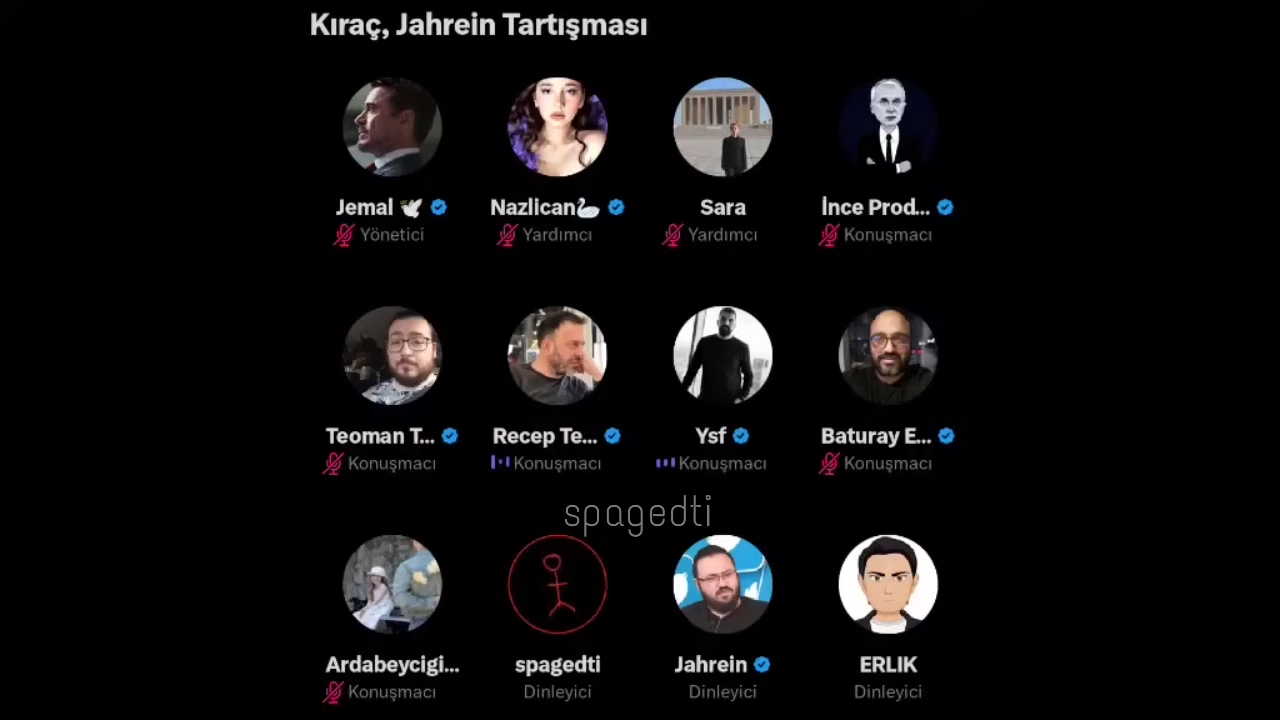 Kıraç, Jahrein Tartışması
Jemal 🕊 Nazlican🦢 Sara İnce Prod...
Yönetici Yardımcı Yardımcı Konuşmacı
Teoman T... Recep Te... Ysf Baturay E...
Konuşmacı Konuşmacı Konuşmacı Konuşmacı
spagedti
Ardabeycigi... spagedti Jahrein ERLIK
Konuşmacı Dinleyici Dinleyici Dinleyici